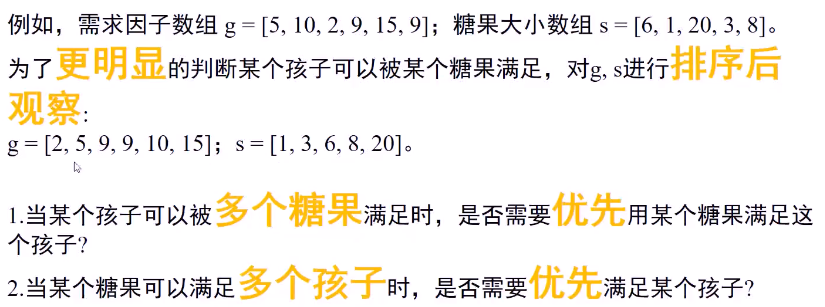 例如，需求因子数组 g = [5, 10, 2, 9, 15, 9]；糖果大小数组 s = [6, 1, 20, 3, 8]。
为了更明显的判断某个孩子可以被某个糖果满足，对g, s进行排序后
观察:
g = [2, 5, 9, 9, 10, 15]；s = [1, 3, 6, 8, 20]。
1.当某个孩子可以被多个糖果满足时，是否需要优先用某个糖果满足这
个孩子?
2.当某个糖果可以满足多个孩子时，是否需要优先满足某个孩子?